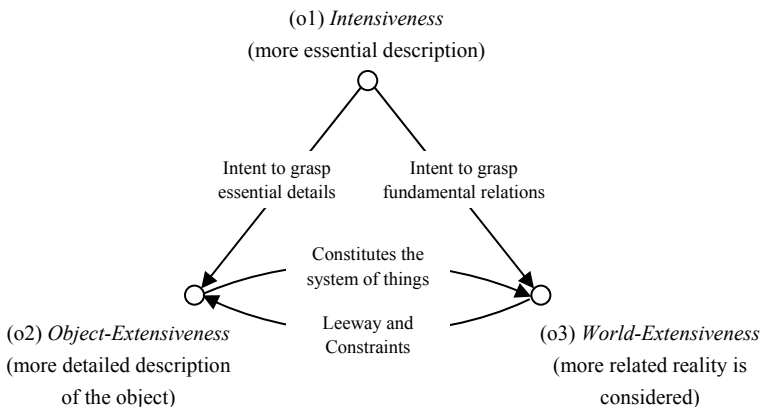 (o1) Intensiveness
(more essential description)
Intent to grasp
essential details
Intent to grasp
fundamental relations
Constitutes the
system of things
Leeway and
Constraints
(o2) Object-Extensiveness
(more detailed description
of the object)
(o3) World-Extensiveness
(more related reality is
considered)